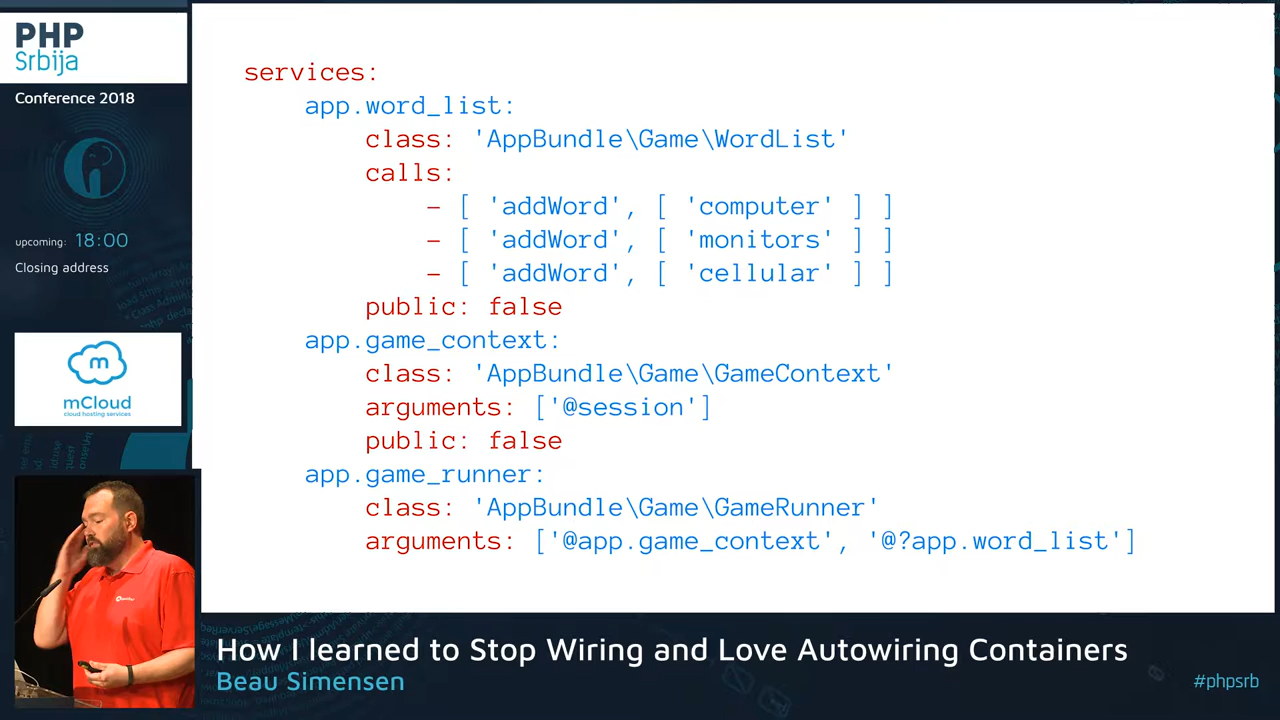 PHP
Srbija
Conference 2018
upcoming: 18:00
Closing address
m
mCloud
cloud hosting services
services:
    app.word_list:
        class: 'AppBundle\Game\WordList'
        calls:
            - [ 'addWord', [ 'computer' ] ]
            - [ 'addWord', [ 'monitors' ] ]
            - [ 'addWord', [ 'cellular' ] ]
        public: false
    app.game_context:
        class: 'AppBundle\Game\GameContext'
        arguments: ['@session']
        public: false
    app.game_runner:
        class: 'AppBundle\Game\GameRunner'
        arguments: ['@app.game_context', '@?app.word_list']
How I learned to Stop Wiring and Love Autowiring Containers
Beau Simensen
#phpsrb